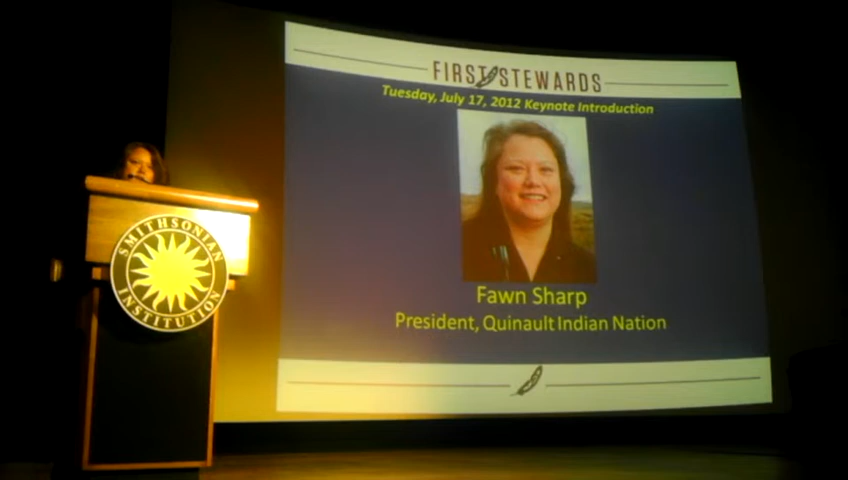 FIRST STEWARDS
Tuesday, July 17, 2012 Keynote Introduction
Fawn Sharp
President, Quinault Indian Nation
SMITHSONIAN
INSTITUTION